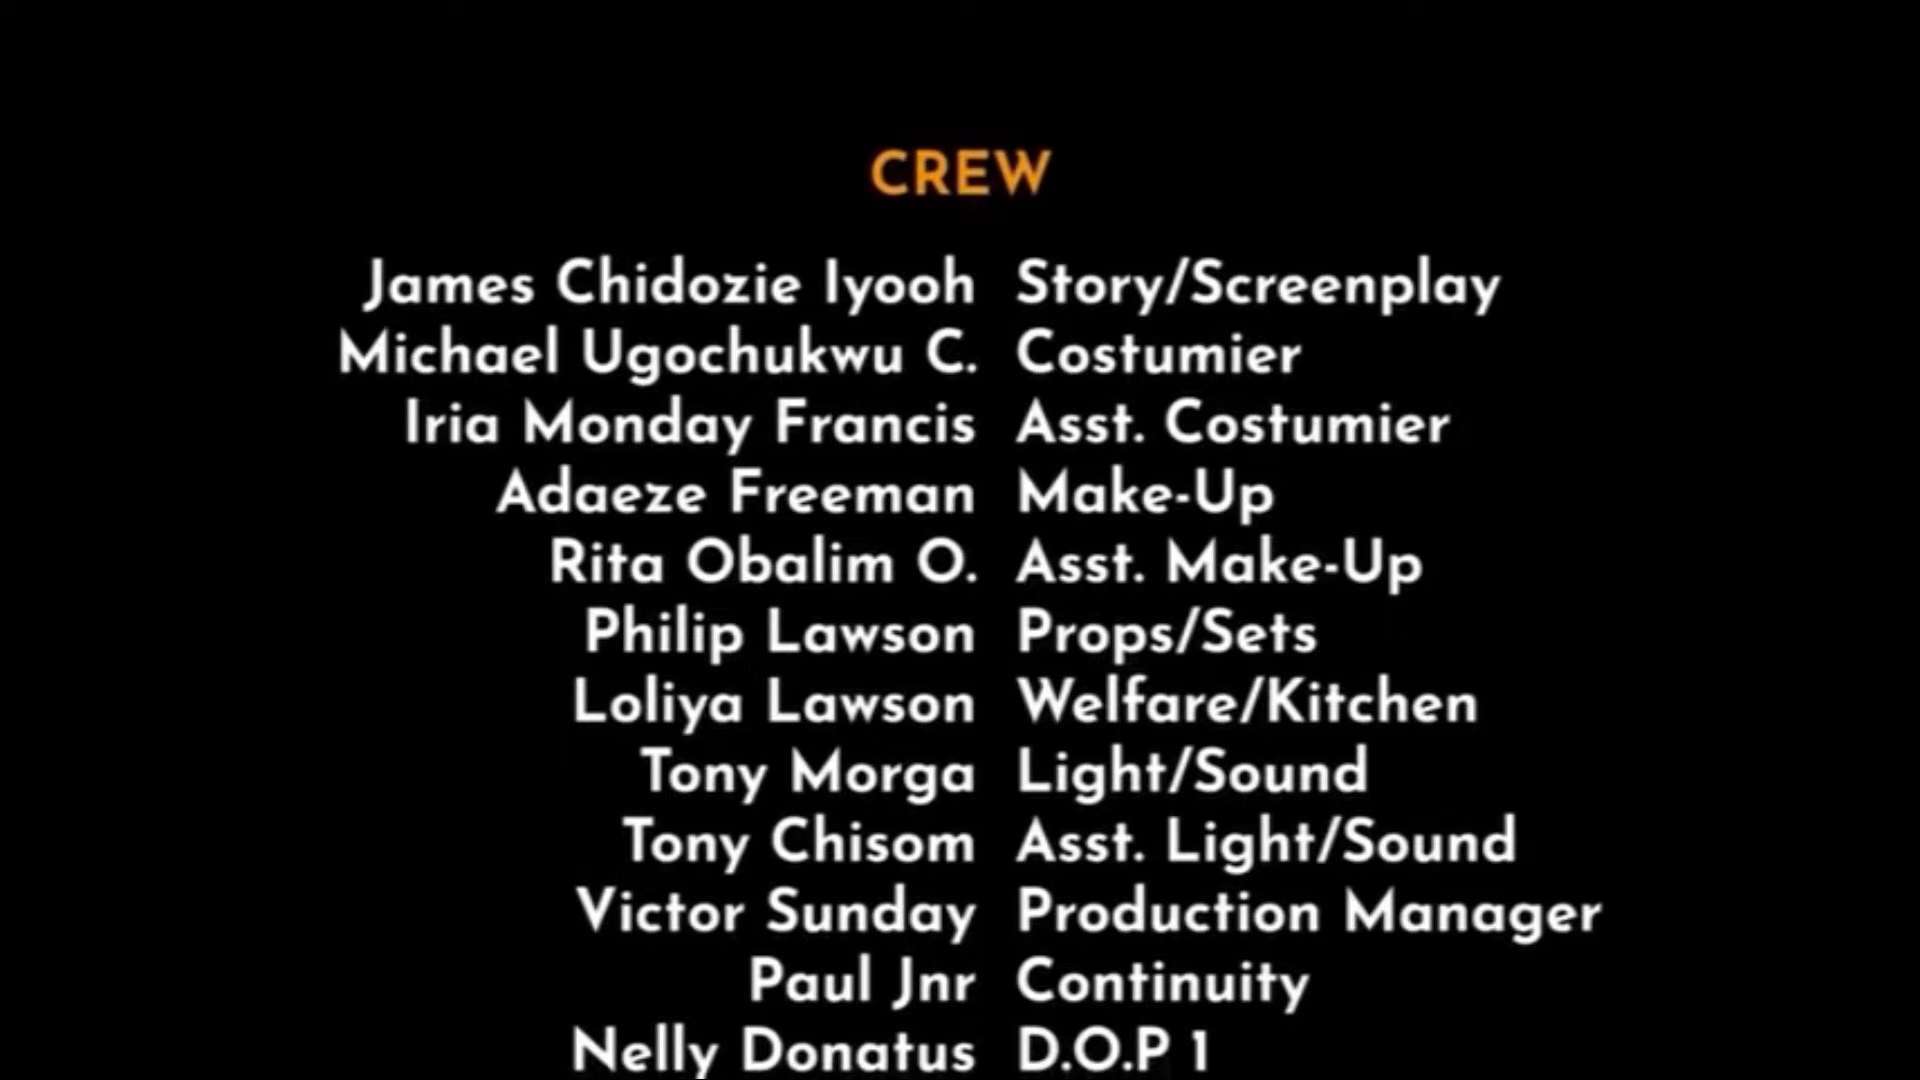 CREW
James Chidozie Iyooh Story/Screenplay
Michael Ugochukwu C. Costumier
Iria Monday Francis Asst. Costumier
Adaeze Freeman Make-Up
Rita Obalim O. Asst. Make-Up
Philip Lawson Props/Sets
Loliya Lawson Welfare/Kitchen
Tony Morga Light/Sound
Tony Chisom Asst. Light/Sound
Victor Sunday Production Manager
Paul Jnr Continuity
Nelly Donatus D.O.P 1